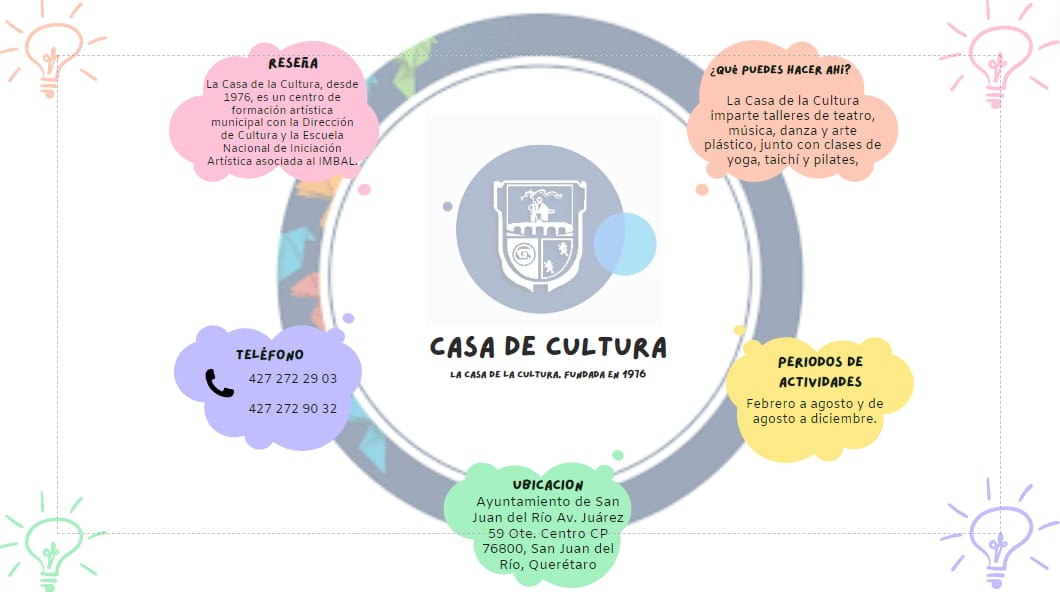 RESEÑA
La Casa de la Cultura, desde
1976, es un centro de
formación artística
municipal con la Dirección
de Cultura y la Escuela
Nacional de Iniciación
Artística asociada al IMBAL.
¿QUé PUEDES HACER AHí?
La Casa de la Cultura
imparte talleres de teatro,
música, danza y arte
plástico, junto con clases de
yoga, taichí y pilates,
CASA DE CULTURA
LA CASA DE LA CULTURA, FUNDADA EN 1976
TELéFONO
427 272 29 03
427 272 90 32
PERIODOS DE
ACTIVIDADES
Febrero a agosto y de
agosto a diciembre.
UBICACION
Ayuntamiento de San
Juan del Río Av. Juárez
59 Ote. Centro CP
76800, San Juan del
Río, Querétaro